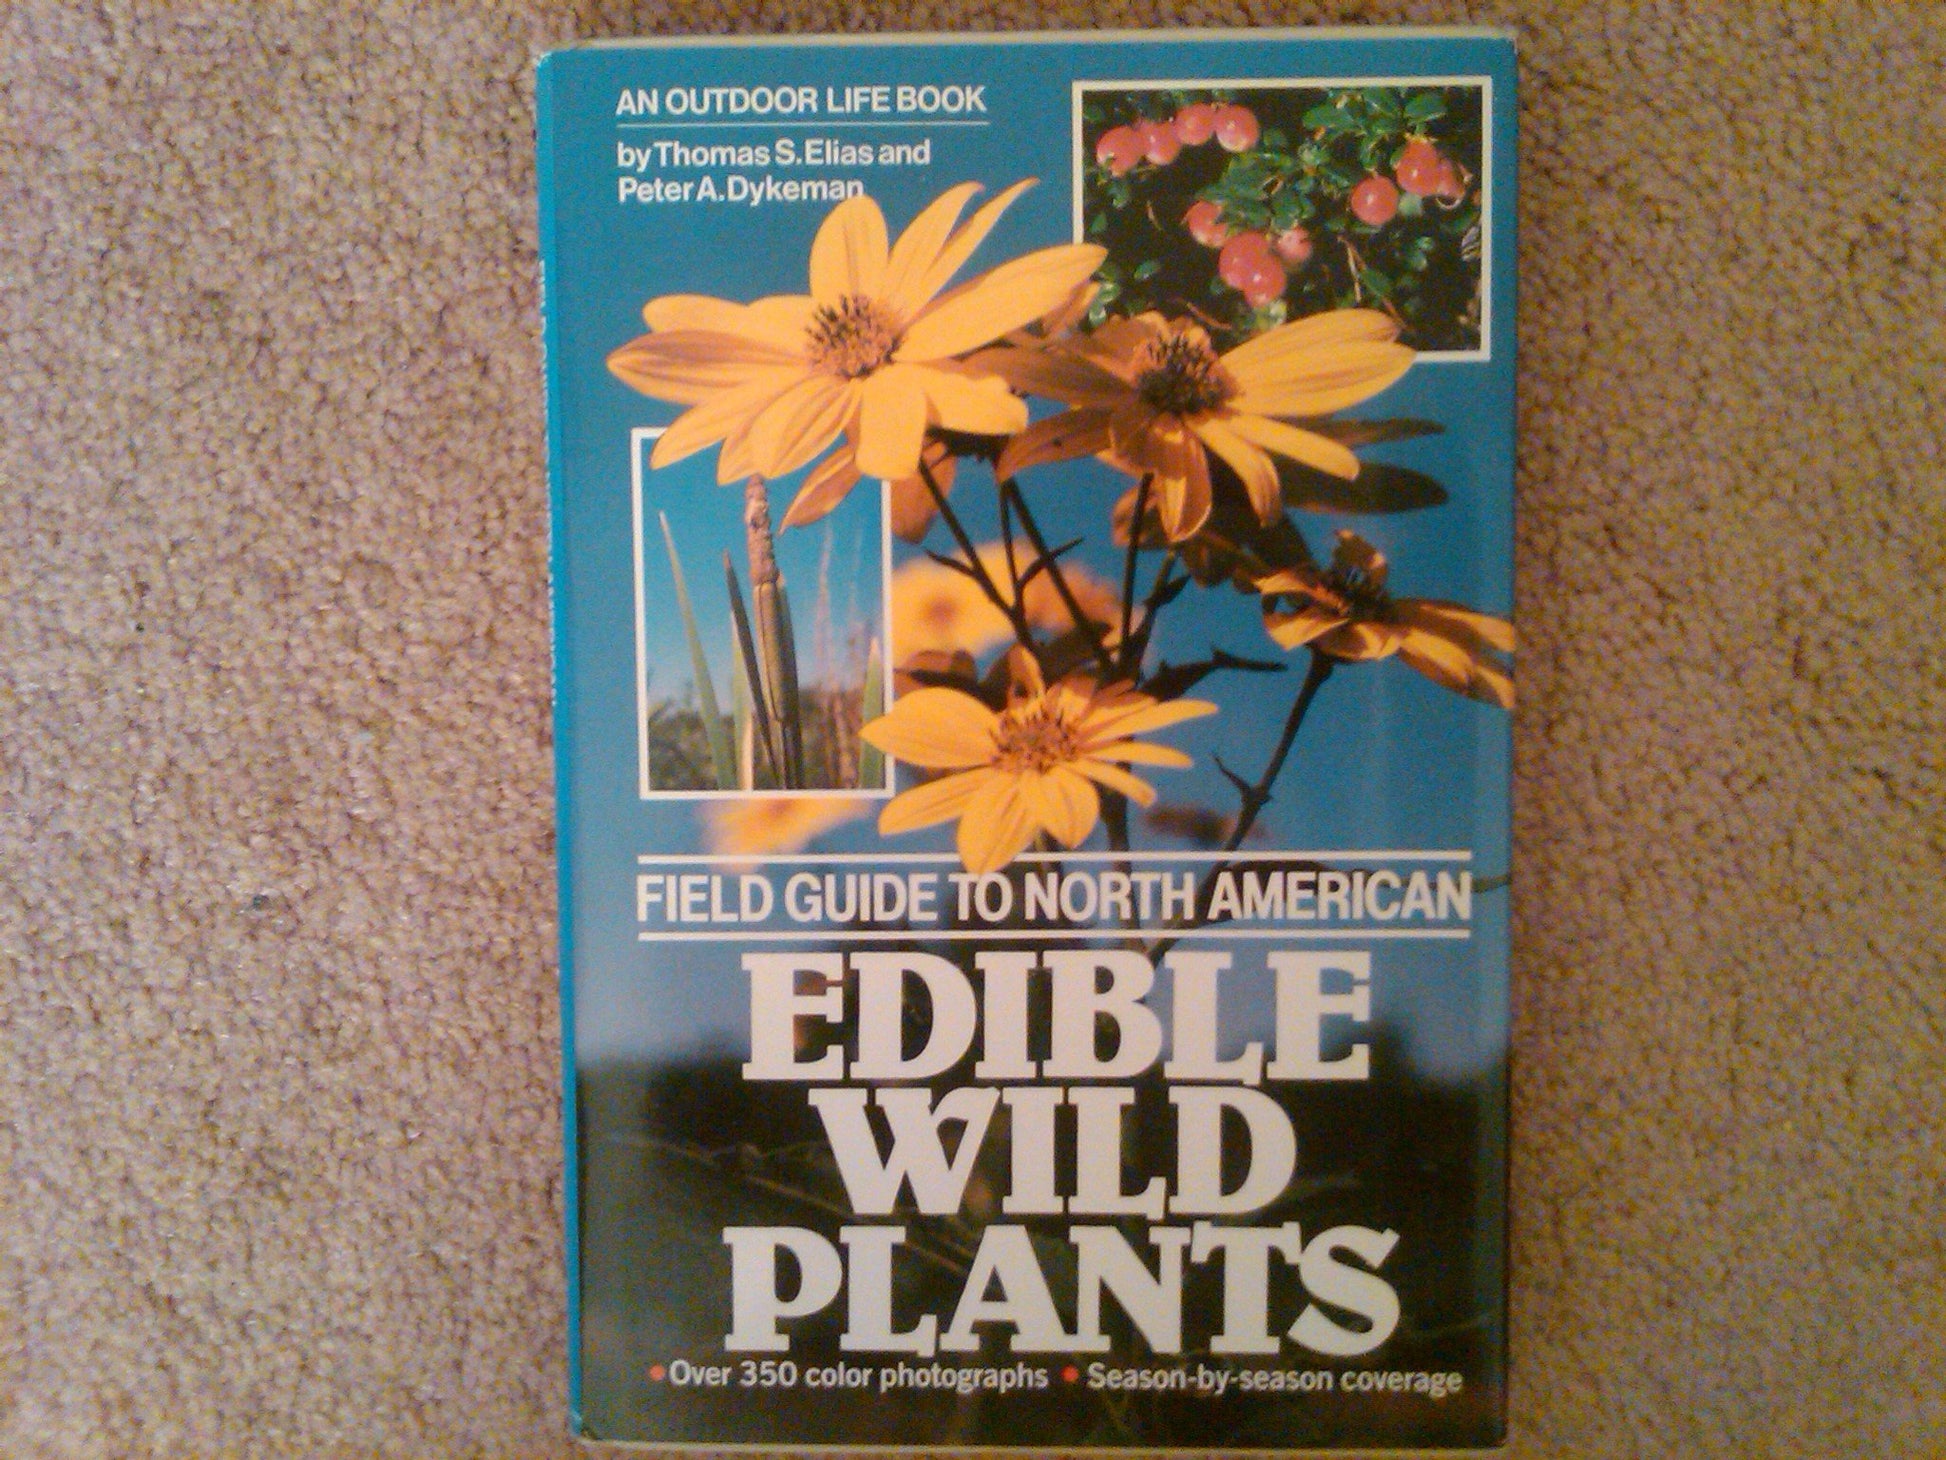 AN OUTDOOR LIFE BOOK
by Thomas S. Elias and
Peter A. Dykeman
FIELD GUIDE TO NORTH AMERICAN
EDIBLE
WILD
PLANTS
• Over 350 color photographs • Season-by-season coverage